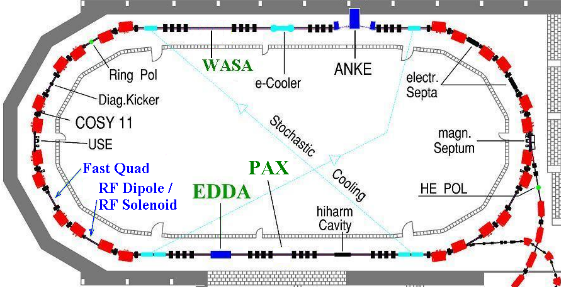 WASA
e-Cooler
ANKE
electr.
Septa
Ring Pol
Diag.Kicker
COSY 11
USE
Stochastic
Cooling
magn.
Septum
HE POL
Fast Quad
RF Dipole /
RF Solenoid
PAX
EDDA
hiharm
Cavity